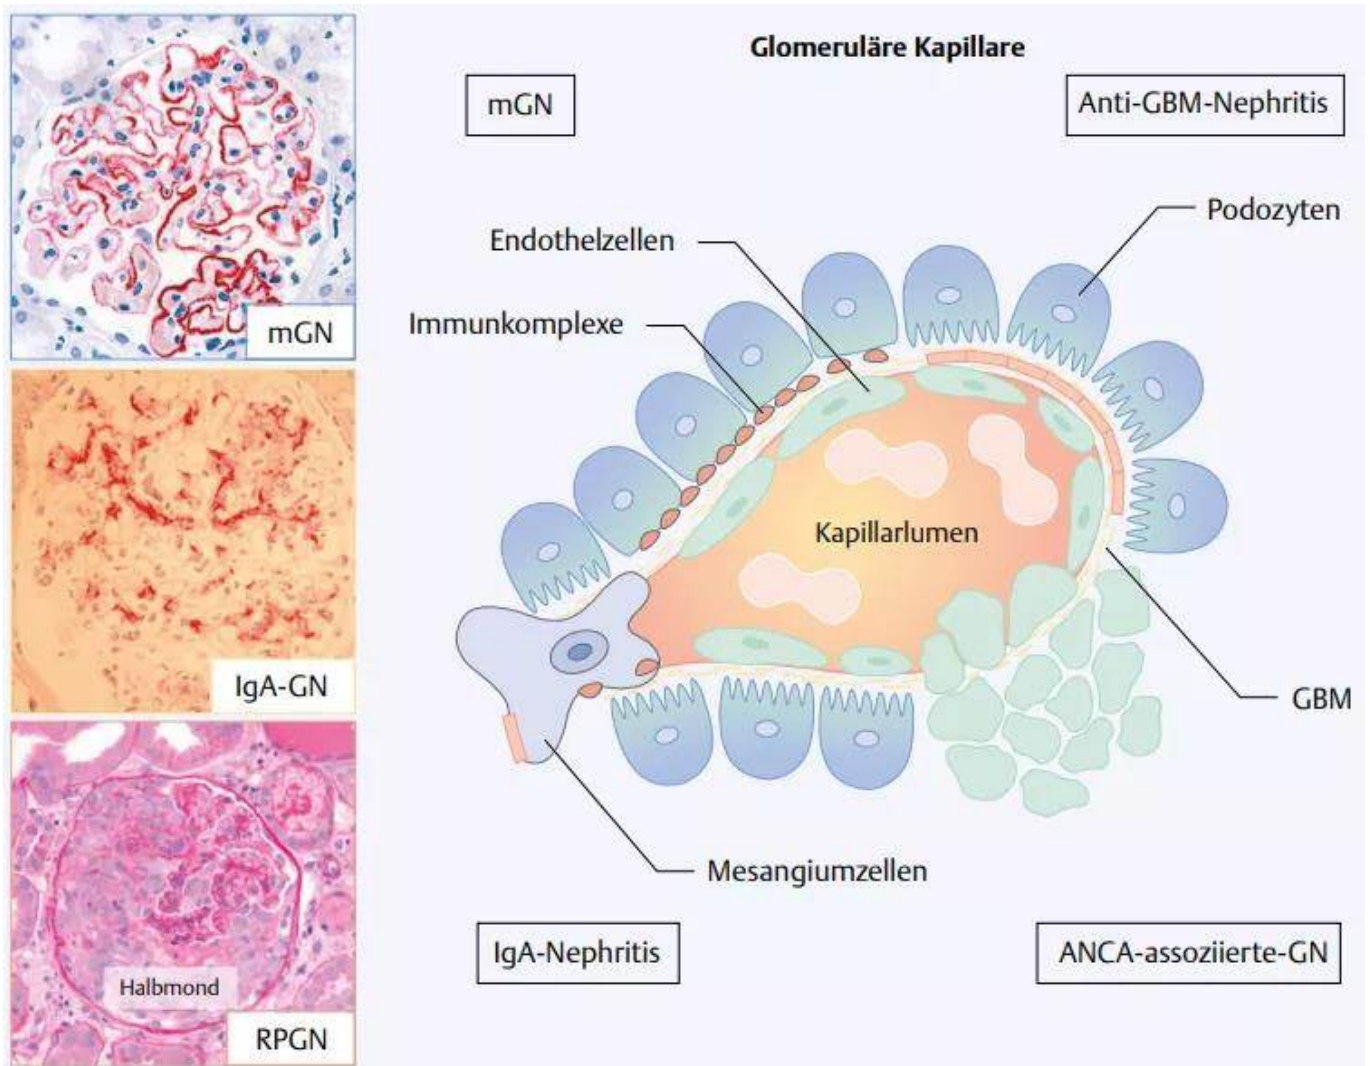 mGN
IgA-GN
Halbmond
RPGN
Glomeruläre Kapillare
mGN
Anti-GBM-Nephritis
Podozyten
Endothelzellen
Immunkomplexe
Kapillarlumen
GBM
Mesangiumzellen
IgA-Nephritis
ANCA-assoziierte-GN